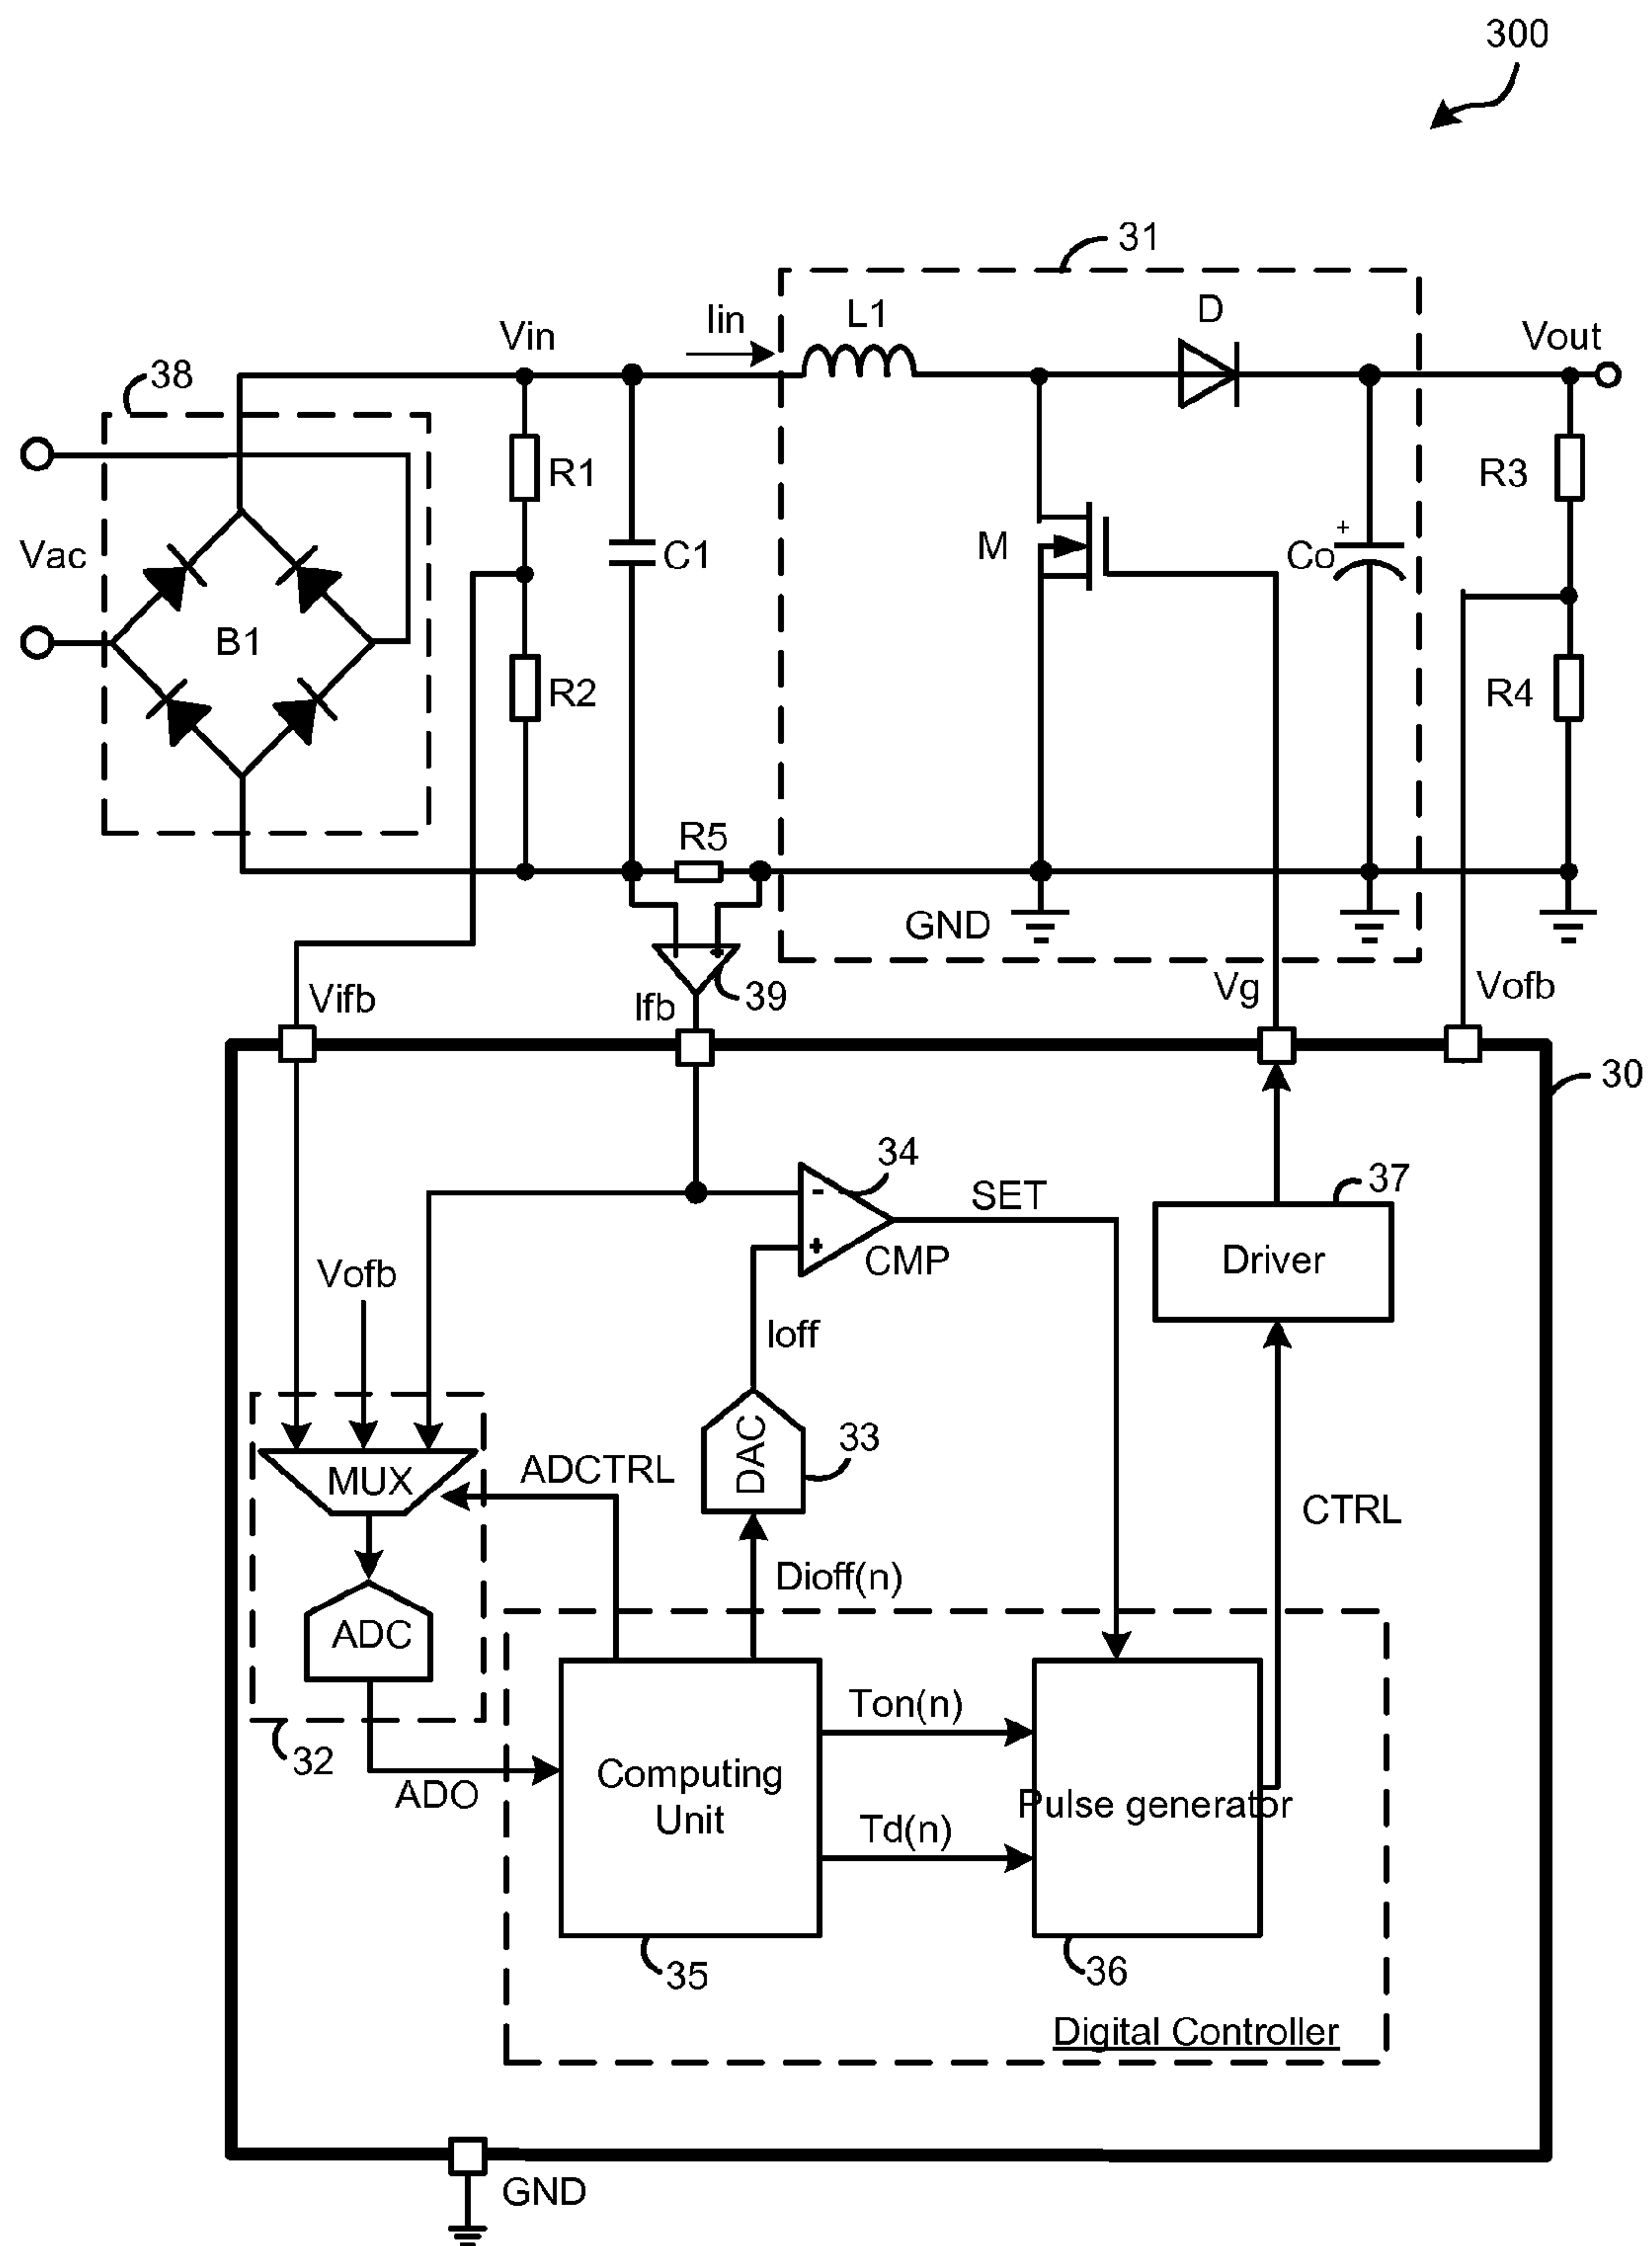 300
31
Iin
L1
D
Vin
Vout
38
R1
R3
Vac
C1
M
+
Co
B1
R2
R4
R5
GND
+
39
Vifb
Ifb
Vg
Vofb
30
34
37
-
SET
+
CMP
Driver
Vofb
Ioff
DAC
33
MUX
ADCTRL
CTRL
Dioff(n)
ADC
Ton(n)
32
Computing
Unit
ADO
Pulse generator
Td(n)
35
36
Digital Controller
GND